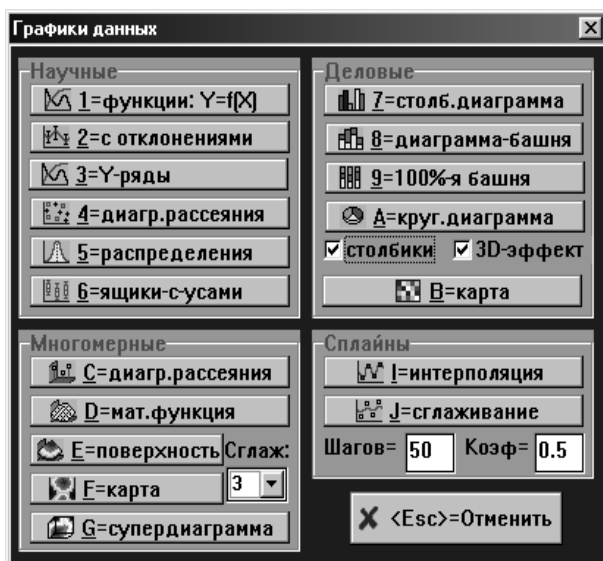 Графики данных
Научные
1=функции: Y=f(X)
2=с отклонениями
3=Y-ряды
4=диагр.рассеяния
5=распределения
6=ящики-с-усами
Деловые
7=столб.диаграмма
8=диаграмма-башня
9=100%-я башня
A=круг.диаграмма
столбики 3D-эффект
B=карта
Многомерные
C=диагр.рассеяния
D=мат.функция
E=поверхность Сглаж:
F=карта 3
G=супердиаграмма
Сплайны
I=интерполяция
J=сглаживание
Шагов= 50 Коэф= 0.5
<Esc>=Отменить